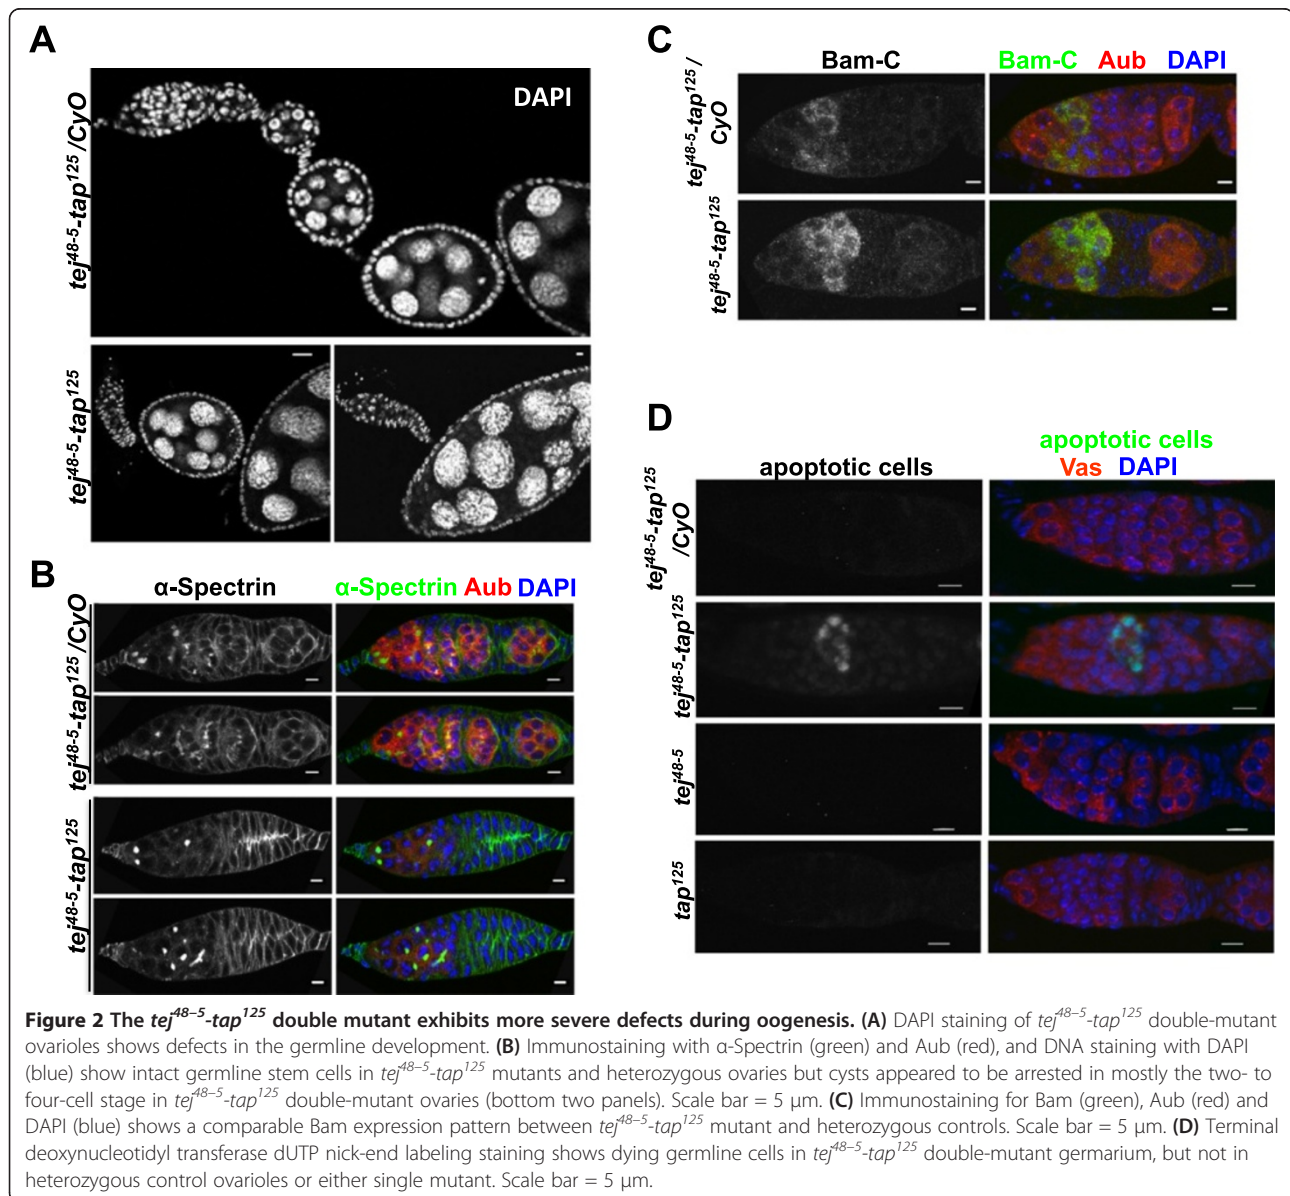 A
DAPI
tej48-5-tap125 /CyO
tej48-5-tap125
B
α-Spectrin
α-Spectrin Aub DAPI
tej48-5-tap125 /CyO
tej48-5-tap125
C
Bam-C
Bam-C Aub DAPI
tej48-5-tap125 /
CyO
tej48-5-tap125
D
apoptotic cells
apoptotic cells
Vas DAPI
tej48-5-tap125
/CyO
tej48-5-tap125
tej48-5
tap125
Figure 2 The tej48–5-tap125 double mutant exhibits more severe defects during oogenesis. (A) DAPI staining of tej48–5-tap125 double-mutant
ovarioles shows defects in the germline development. (B) Immunostaining with α-Spectrin (green) and Aub (red), and DNA staining with DAPI
(blue) show intact germline stem cells in tej48–5-tap125 mutants and heterozygous ovaries but cysts appeared to be arrested in mostly the two- to
four-cell stage in tej48–5-tap125 double-mutant ovaries (bottom two panels). Scale bar = 5 μm. (C) Immunostaining for Bam (green), Aub (red) and
DAPI (blue) shows a comparable Bam expression pattern between tej48–5-tap125 mutant and heterozygous controls. Scale bar = 5 μm. (D) Terminal
deoxynucleotidyl transferase dUTP nick-end labeling staining shows dying germline cells in tej48–5-tap125 double-mutant germarium, but not in
heterozygous control ovarioles or either single mutant. Scale bar = 5 μm.